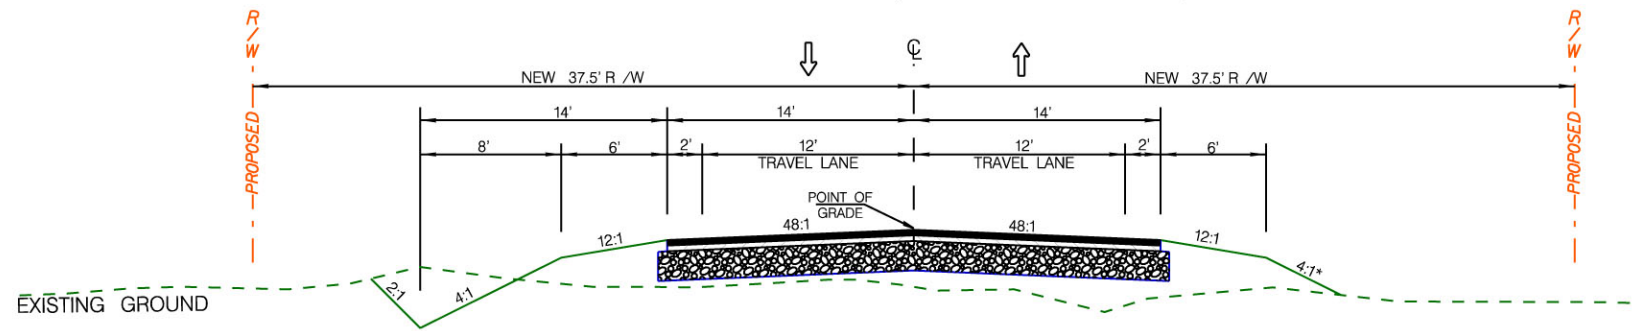 R/W
R/W
℄
NEW 37.5' R /W
NEW 37.5' R /W
14'
14'
14'
PROPOSED
PROPOSED
8'
6'
2'
12'
12'
2'
6'
TRAVEL LANE
TRAVEL LANE
POINT OF
GRADE
48:1
48:1
12:1
12:1
4:1*
2:1
4:1
EXISTING GROUND